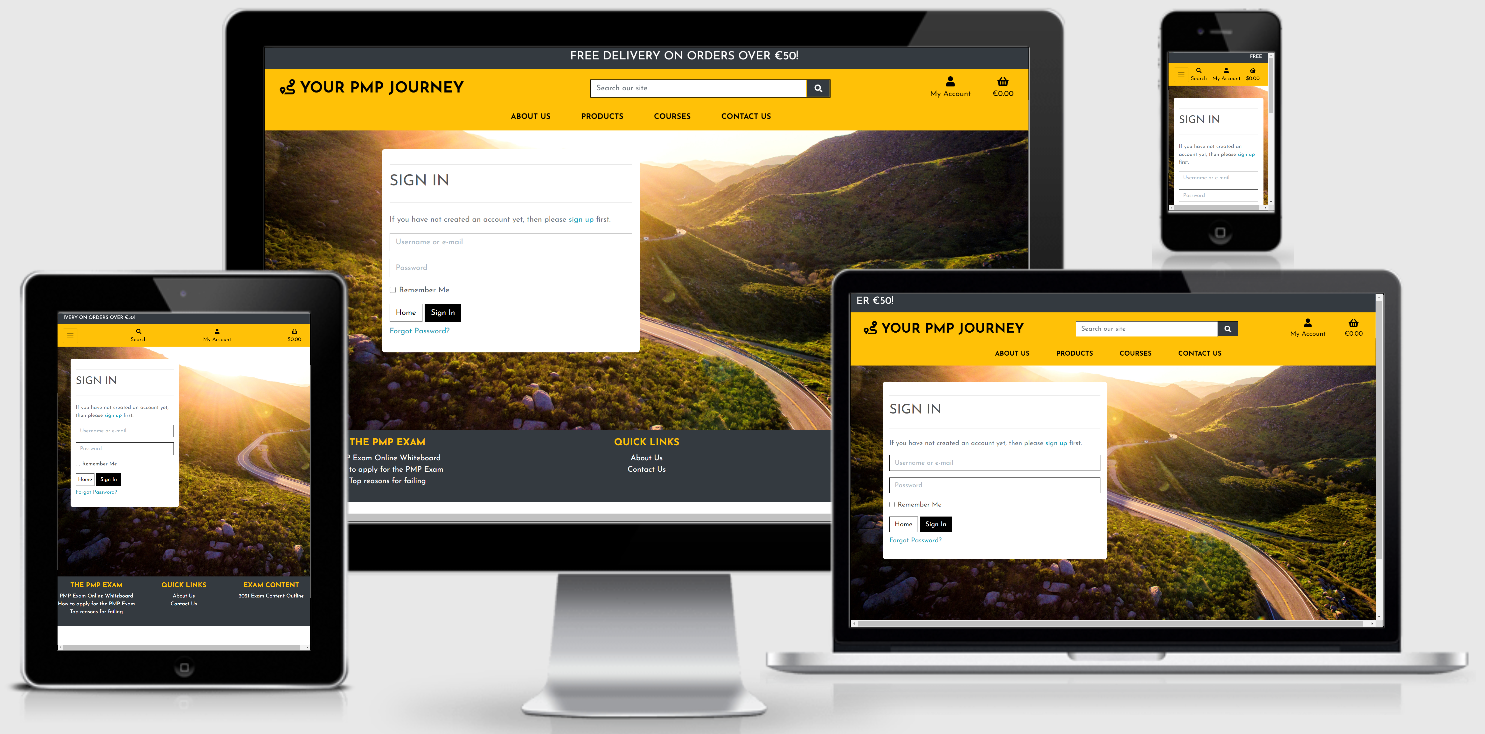 FREE DELIVERY ON ORDERS OVER €50!
YOUR PMP JOURNEY
Search our site
My Account
€0.00
ABOUT US PRODUCTS COURSES CONTACT US
SIGN IN
If you have not created an account yet, then please sign up first.
Username or e-mail
Password
Remember Me
Home Sign In
Forgot Password?
THE PMP EXAM QUICK LINKS
Exam Online Whiteboard About Us
to apply for the PMP Exam Contact Us
Top reasons for failing
FREE
Search My Account €0.00
SIGN IN
If you have not created an
account yet, then please sign up
first.
Username or e-mail
Password
IVERY ON ORDERS OVER €50!
Search My Account €0.00
SIGN IN
If you have not created an account yet,
then please sign up first.
Username or e-mail
Password
Remember Me
Home Sign In
Forgot Password?
THE PMP EXAM QUICK LINKS EXAM CONTENT
PMP Exam Online Whiteboard About Us 2021 Exam Content Outline
How to apply for the PMP Exam Contact Us
Top reasons for failing
ER €50!
YOUR PMP JOURNEY
Search our site
My Account
€0.00
ABOUT US PRODUCTS COURSES CONTACT US
SIGN IN
If you have not created an account yet, then please sign up first.
Username or e-mail
Password
Remember Me
Home Sign In
Forgot Password?